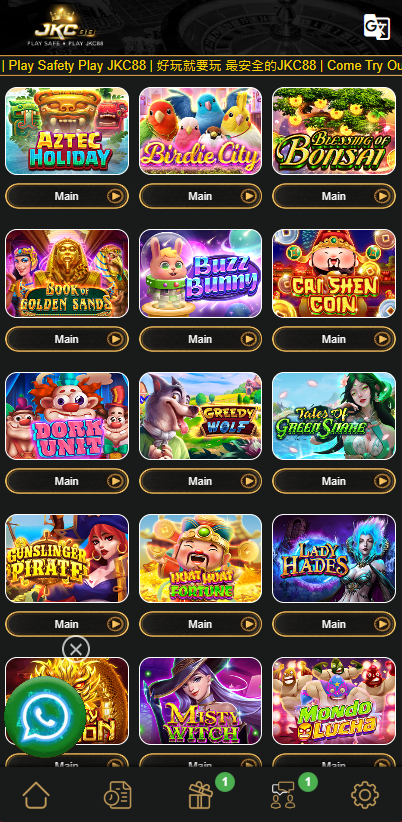 JKC88
PLAY SAFE ★ PLAY JKC88
| Play Safety Play JKC88 | 好玩就要玩 最安全的JKC88 | Come Try Ou
AZTEC HOLIDAY
Birdie City
BLESSING OF BONSAI
Main Main Main
BOOK OF GOLDEN SANDS
Buzz Bunny
CAI SHEN COIN
Main Main Main
DORK UNIT
GREEDY WOLF
Tales Of GREEN SNAKE
Main Main Main
GUNSLINGER PIRATE
HUAT HUAT FORTUNE
LADY HADES
Main Main Main
MISTY WITCH
MONDO LUCHA
Main Main Main
1 1